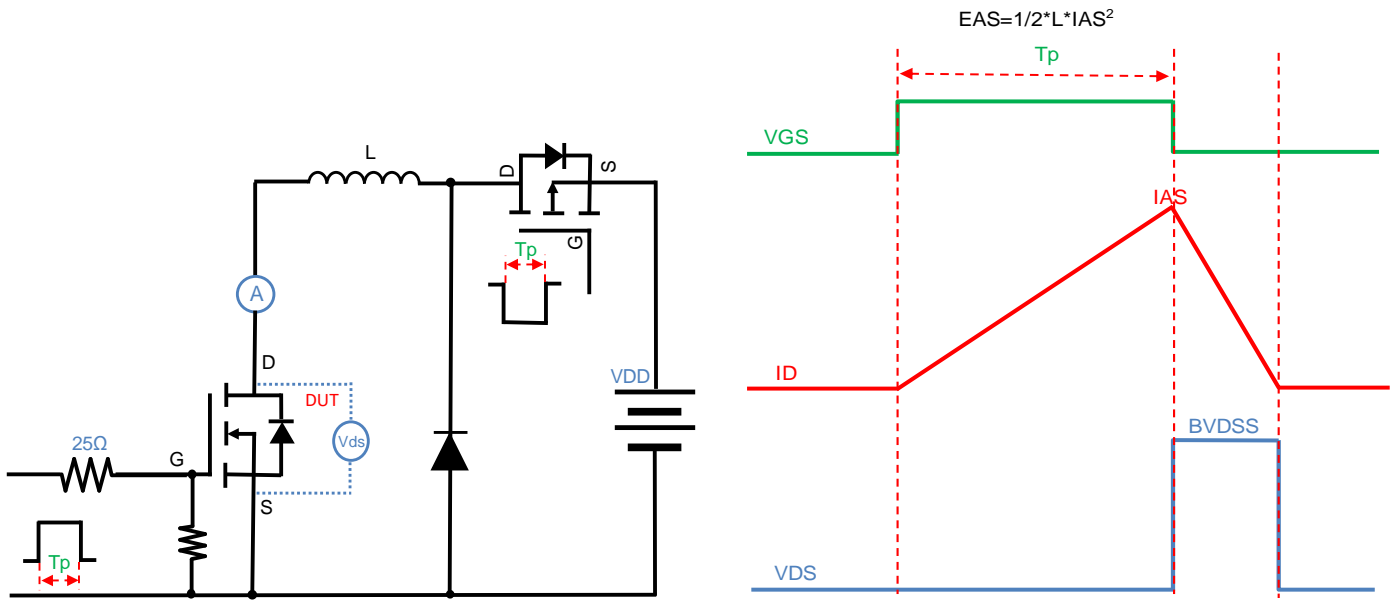 EAS=1/2*L*IAS²
Tp
VGS
L
D
S
G
Tp
IAS
A
D
VDD
ID
DUT
BVDSS
25Ω
Vds
G
S
Tp
VDS